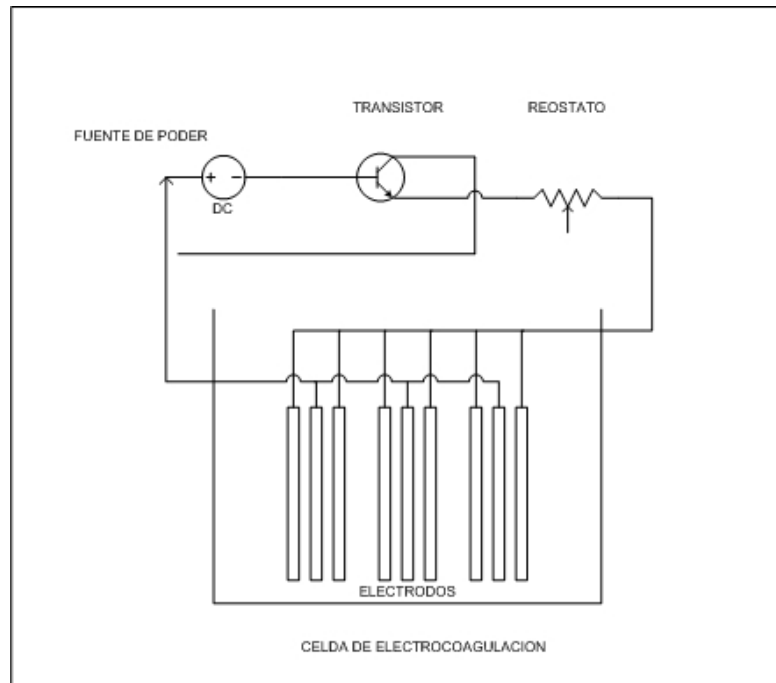 TRANSISTOR
REOSTATO
FUENTE DE PODER
+ −
DC
ELECTRODOS
CELDA DE ELECTROCOAGULACION